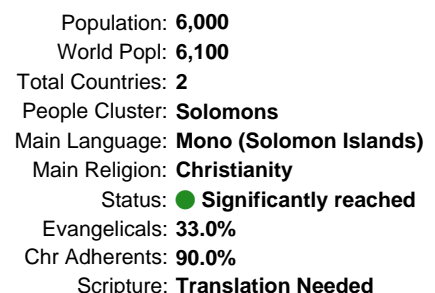 Population: 6,000
World Popl: 6,100
Total Countries: 2
People Cluster: Solomons
Main Language: Mono (Solomon Islands)
Main Religion: Christianity
Status: Significantly reached
Evangelicals: 33.0%
Chr Adherents: 90.0%
Scripture: Translation Needed